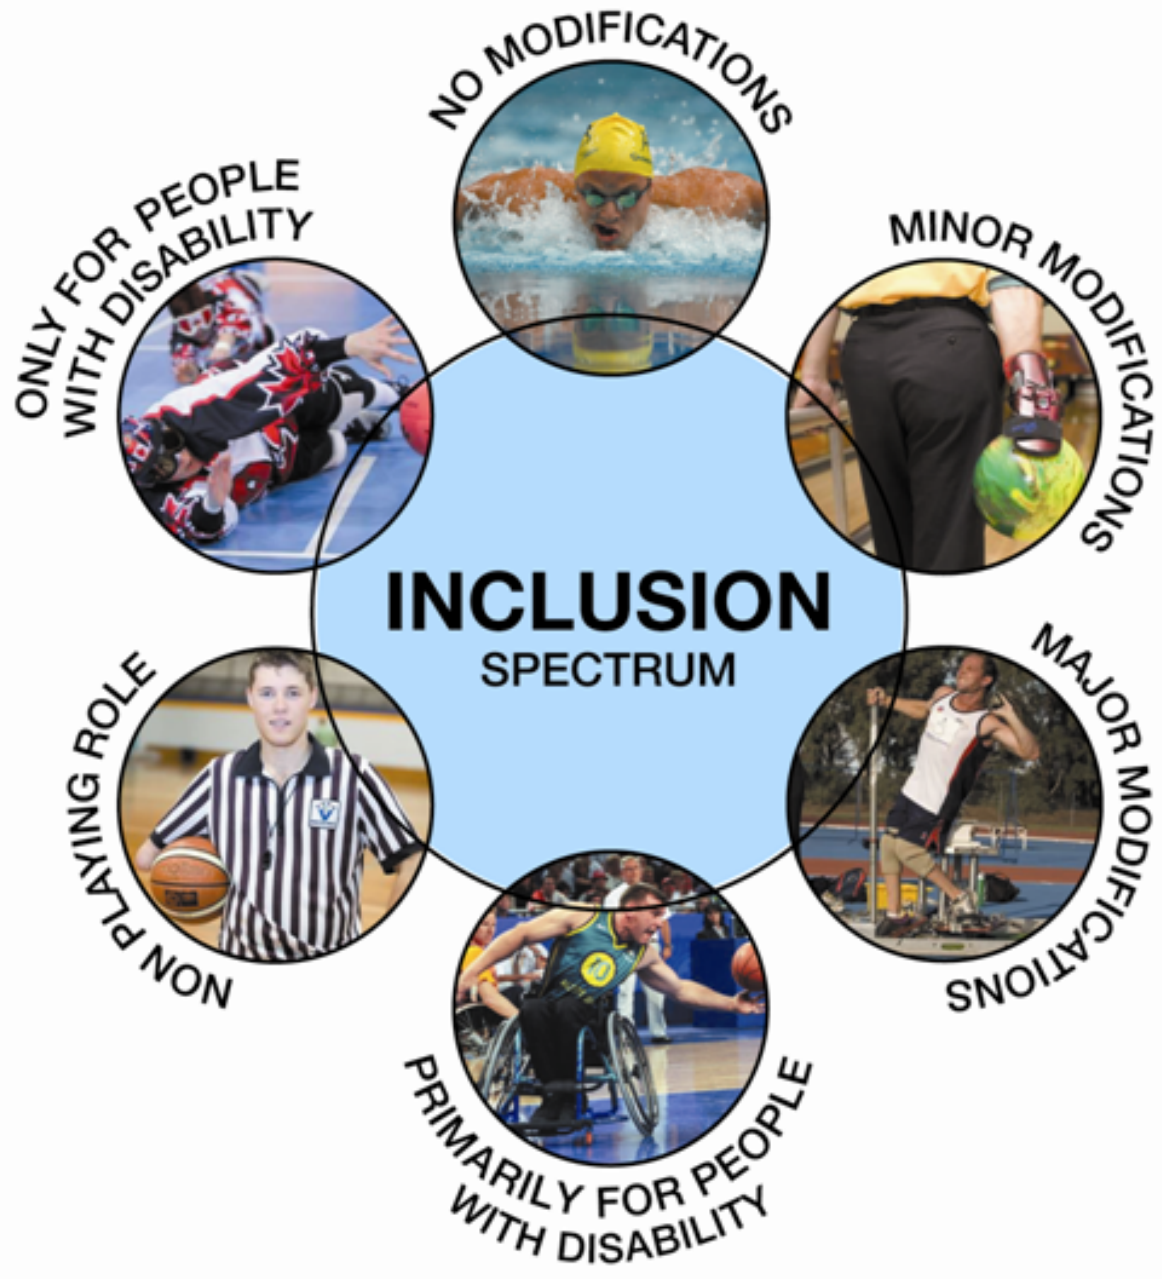 NO MODIFICATIONS
MINOR MODIFICATIONS
MAJOR MODIFICATIONS
PRIMARILY FOR PEOPLE
WITH DISABILITY
NON PLAYING ROLE
ONLY FOR PEOPLE
WITH DISABILITY
INCLUSION
SPECTRUM